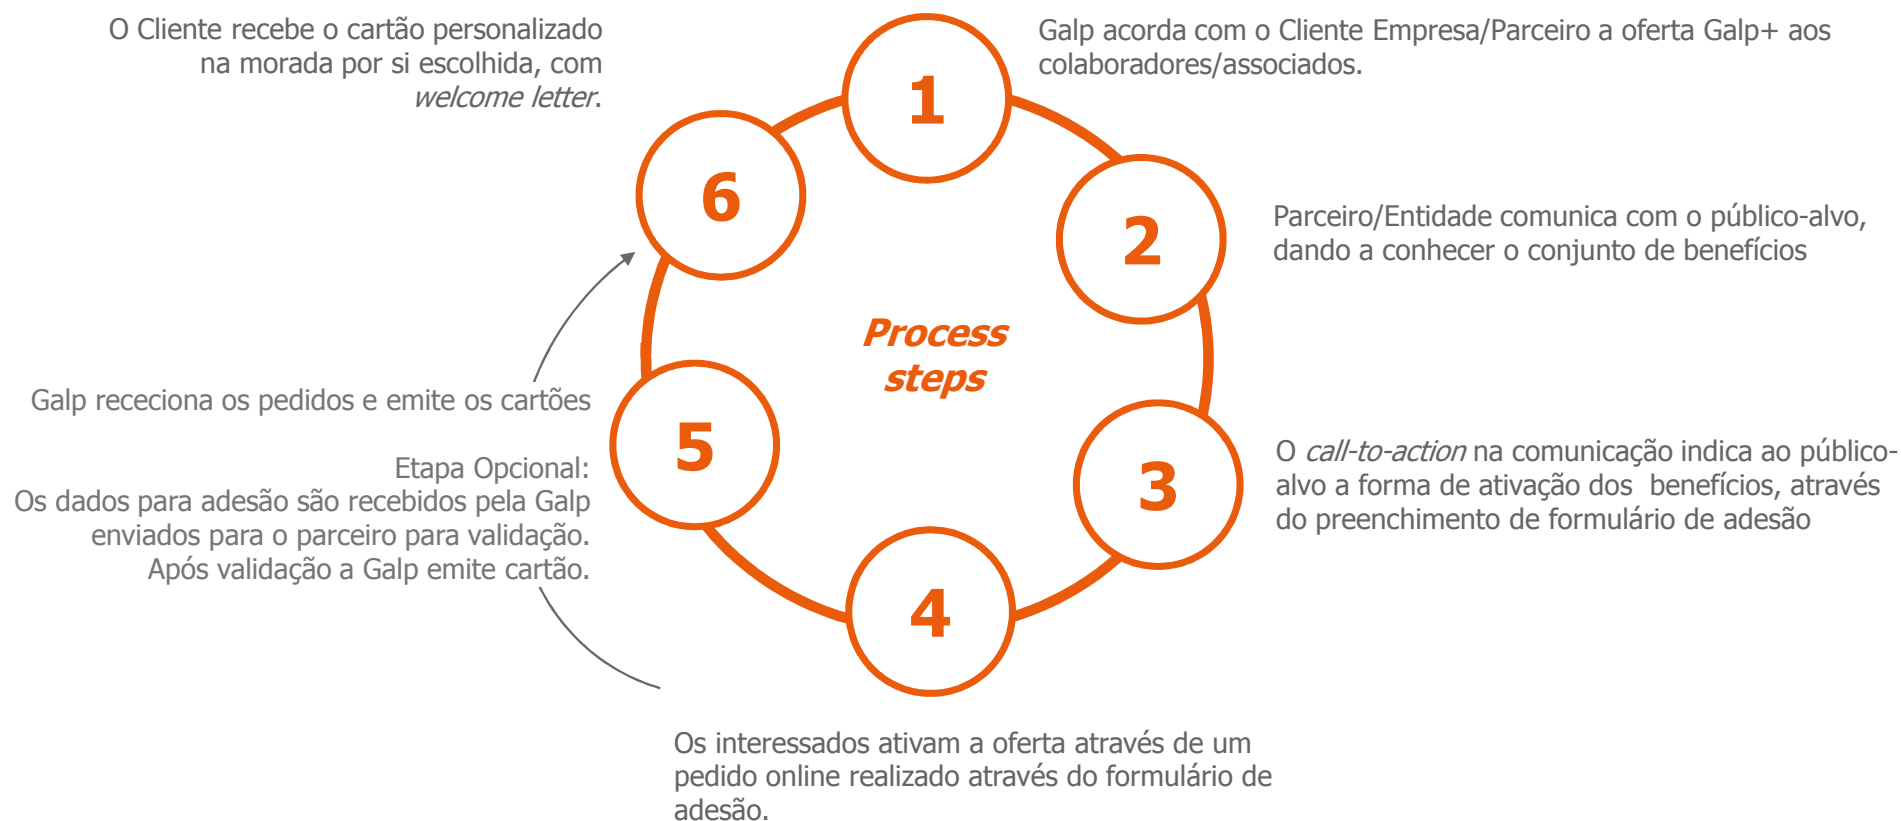 1
Galp acorda com o Cliente Empresa/Parceiro a oferta Galp+ aos
colaboradores/associados.
2
Parceiro/Entidade comunica com o público-alvo,
dando a conhecer o conjunto de benefícios
3
O call-to-action na comunicação indica ao público-
alvo a forma de ativação dos  benefícios, através
do preenchimento de formulário de adesão
4
Os interessados ativam a oferta através de um
pedido online realizado através do formulário de
adesão.
5
Galp rececion​a os pedidos e emite os cartões
Etapa Opcional:
Os dados para adesão são recebidos pela Galp
enviados para o parceiro para validação.
Após validação a Galp emite cartão.
6
O Cliente recebe o cartão personalizado
na morada por si escolhida, com
welcome letter.
Process
steps